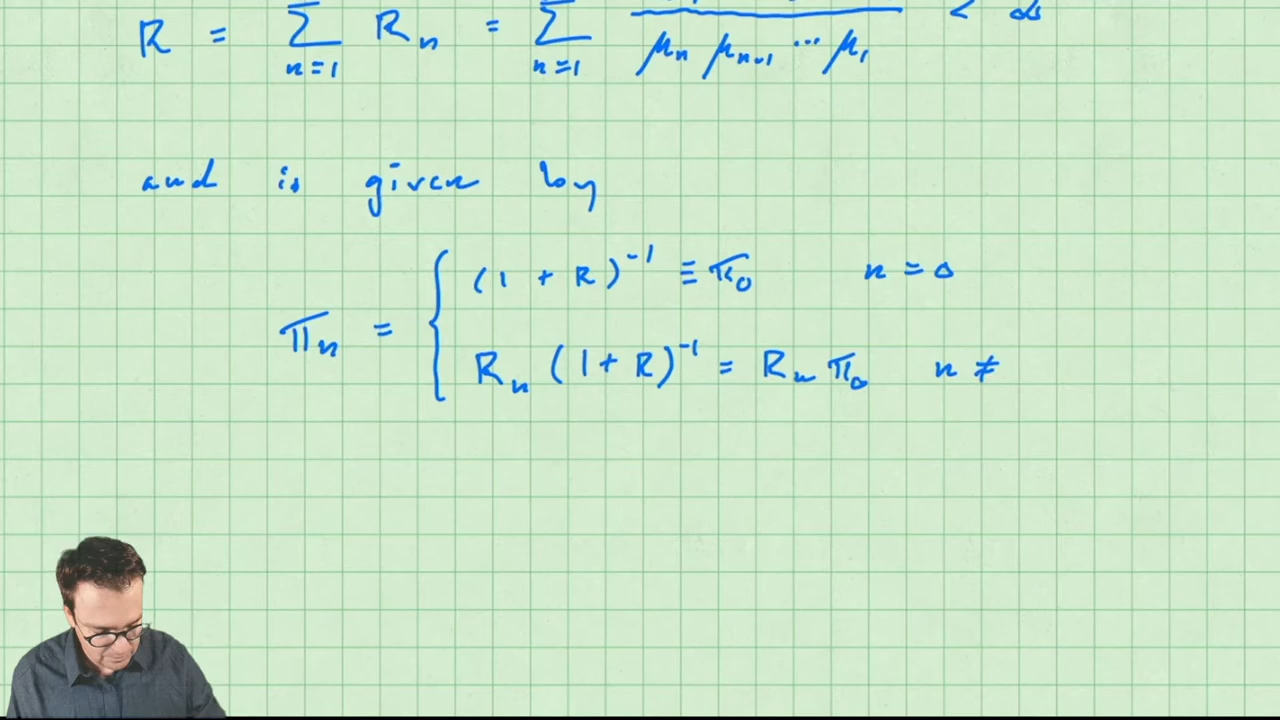 R = ∑_{n=1} R_n = ∑_{n=1} / μ_n μ_{n-1} ... μ_1 < ∞
and is given by
π_n = { (1 + R)^{-1} ≡ π_0 n = 0
R_n (1 + R)^{-1} = R_n π_0 n ≠